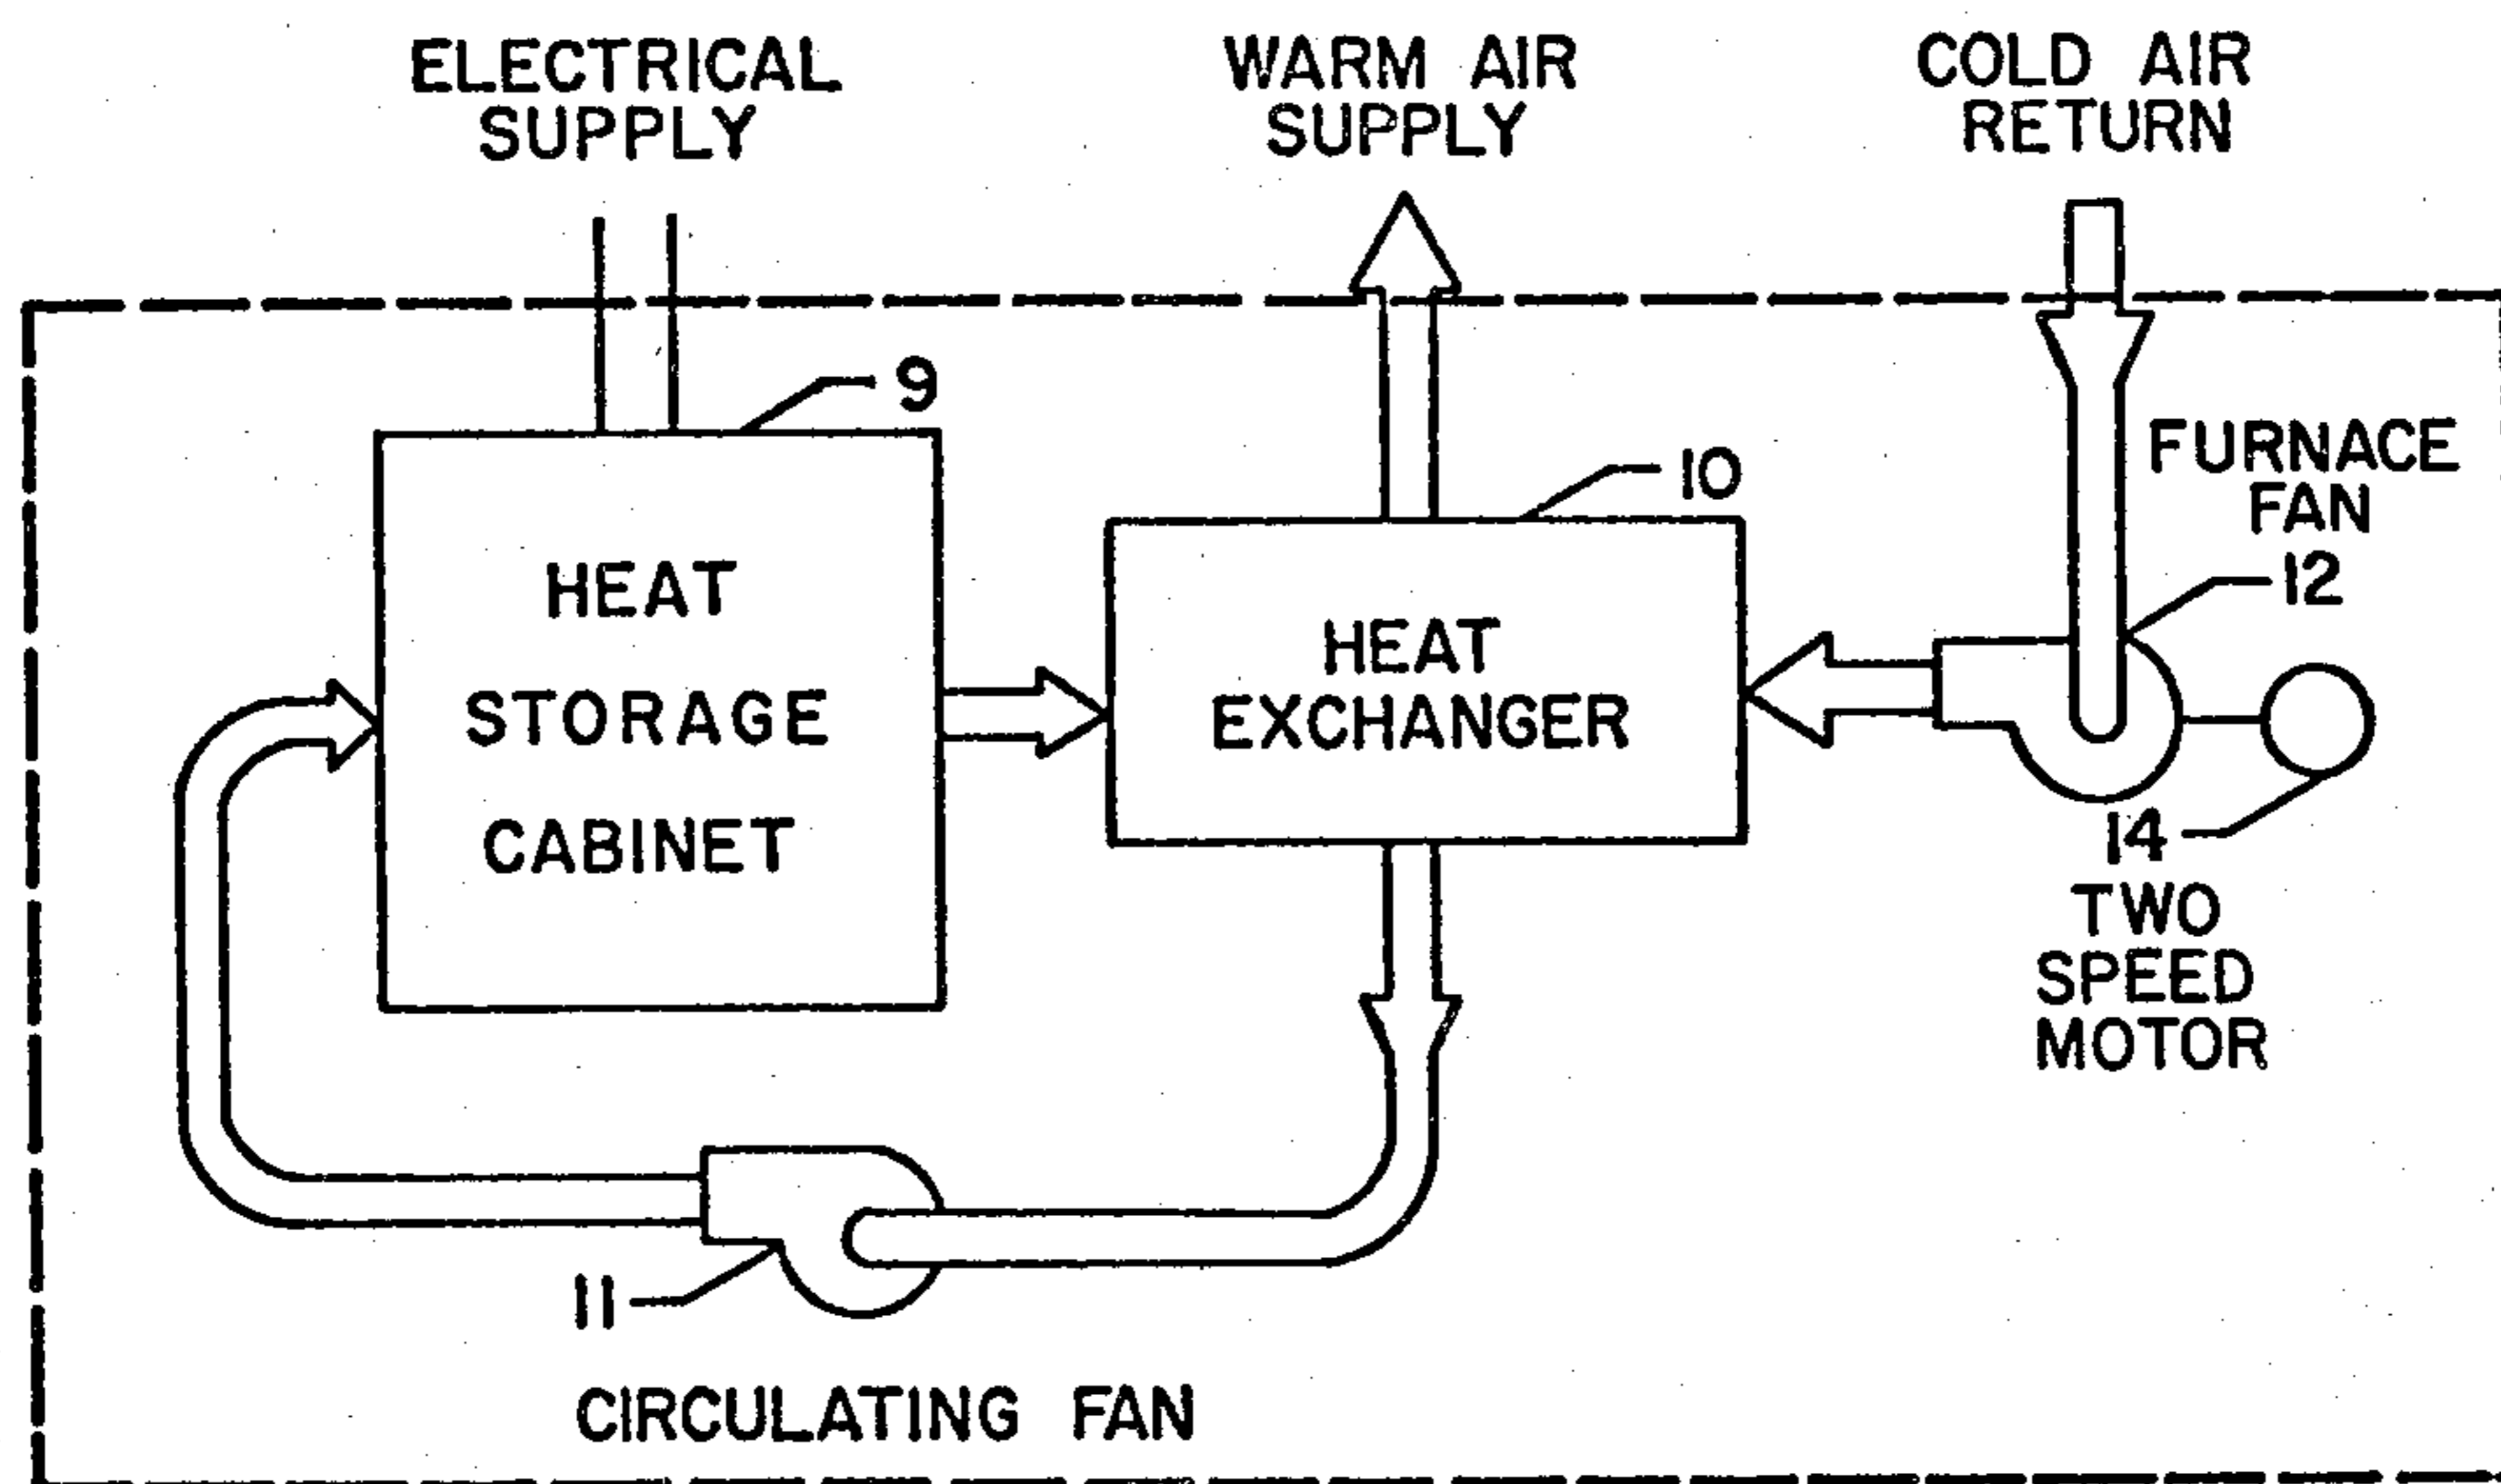 ELECTRICAL
SUPPLY
WARM AIR
SUPPLY
COLD AIR
RETURN
9
10
FURNACE
FAN
12
HEAT
STORAGE
CABINET
HEAT
EXCHANGER
14
TWO
SPEED
MOTOR
11
CIRCULATING FAN